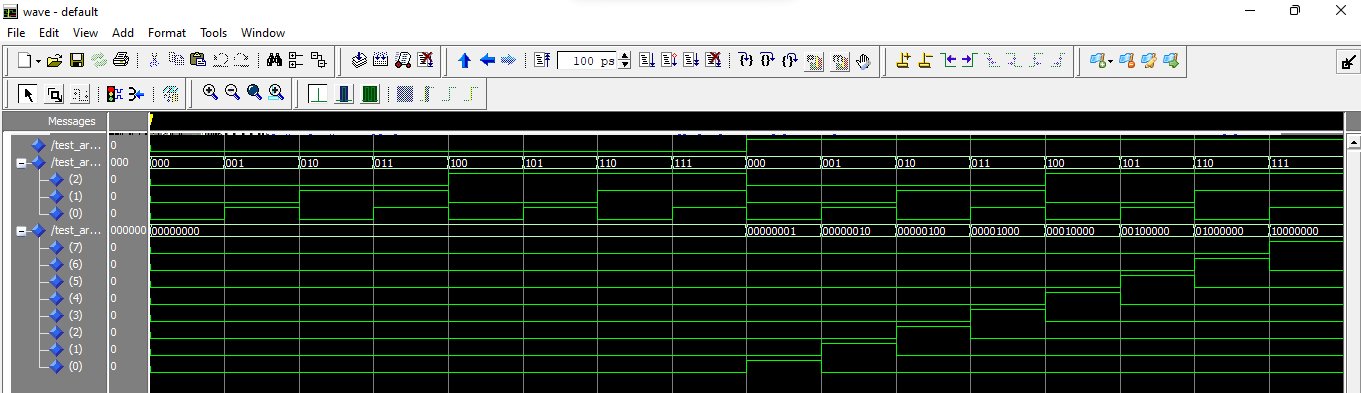 wave - default
File Edit View Add Format Tools Window
100 ps
Messages
/test_ar... 0
/test_ar... 000 000 001 010 011 100 101 110 111 000 001 010 011 100 101 110 111
(2) 0
(1) 0
(0) 0
/test_ar... 000000 00000000 00000001 00000010 00000100 00001000 00010000 00100000 01000000 10000000
(7) 0
(6) 0
(5) 0
(4) 0
(3) 0
(2) 0
(1) 0
(0) 0